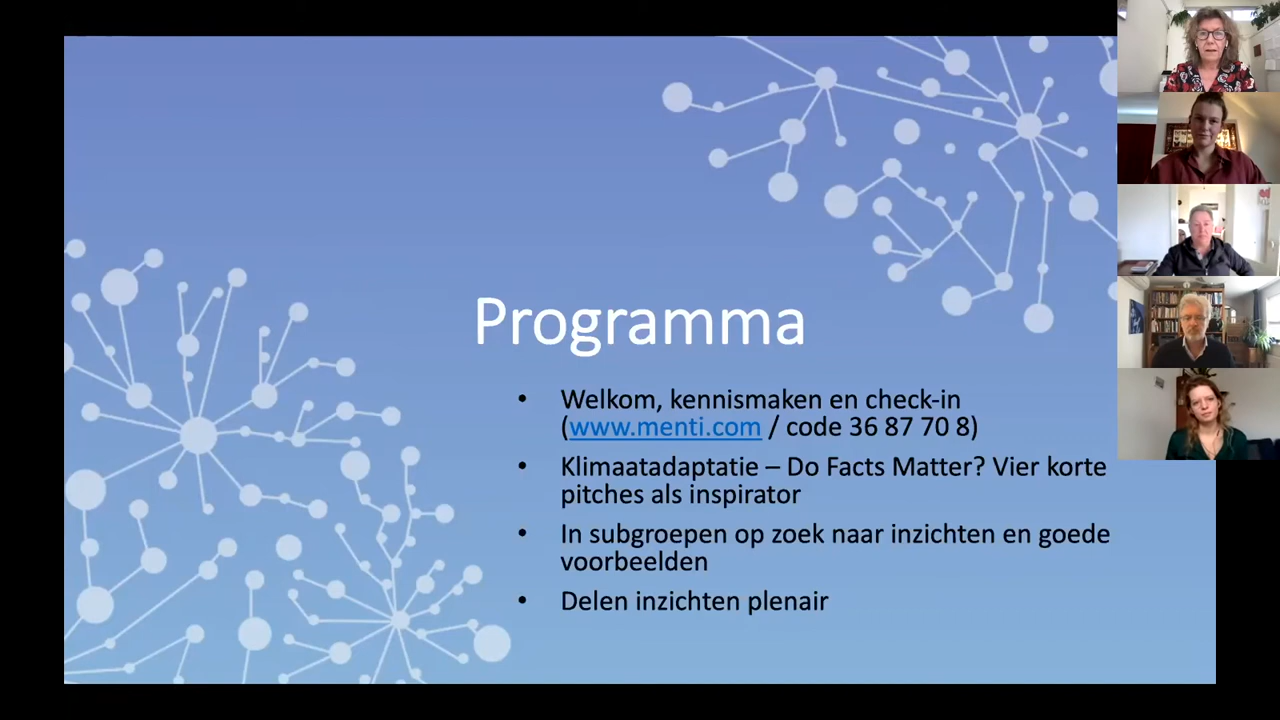 Programma
• Welkom, kennismaken en check-in
(www.menti.com / code 36 87 70 8)
• Klimaatadaptatie – Do Facts Matter? Vier korte
pitches als inspirator
• In subgroepen op zoek naar inzichten en goede
voorbeelden
• Delen inzichten plenair